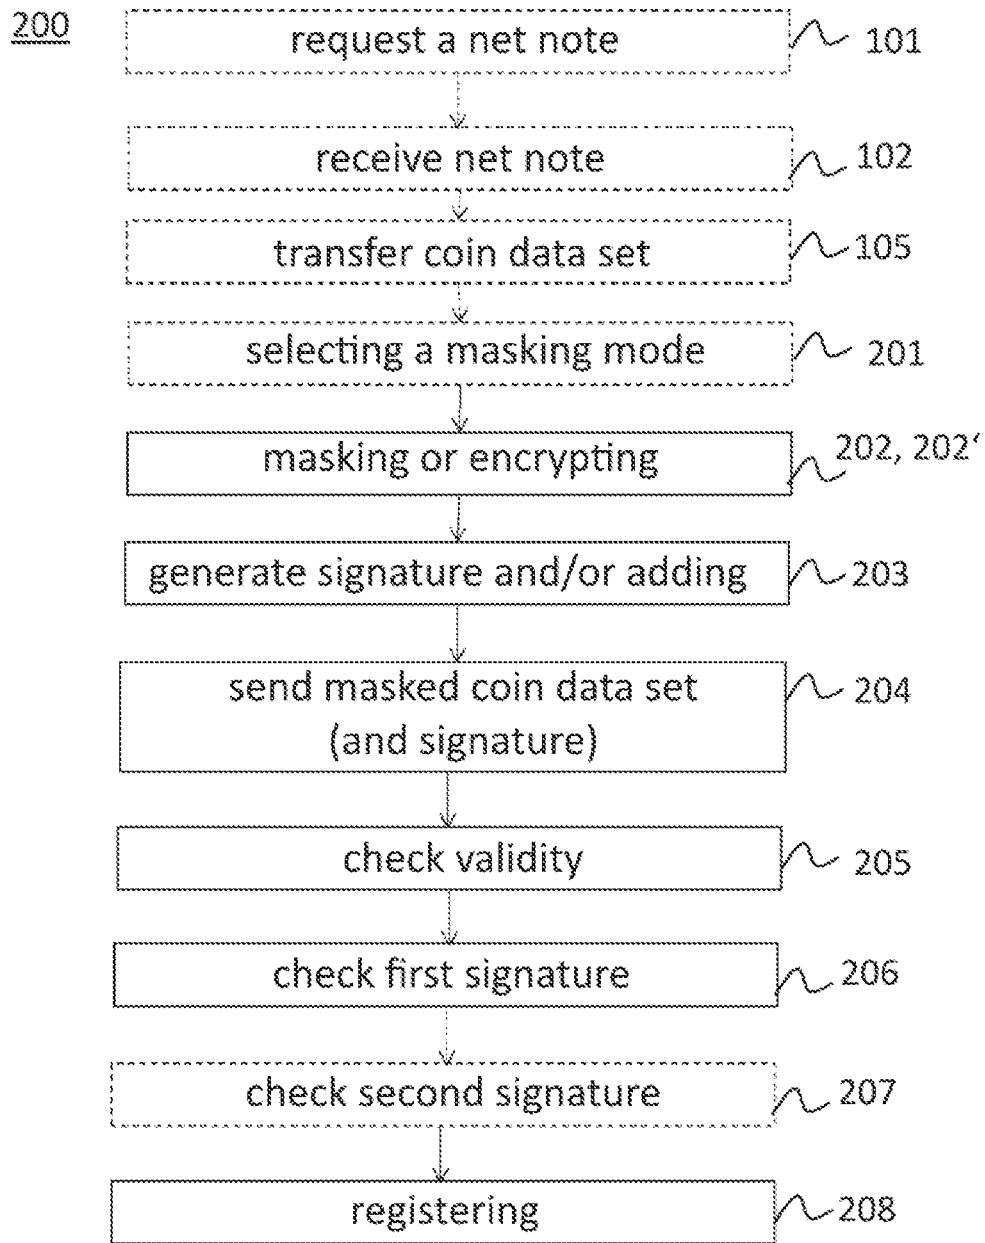 200
request a net note
101
receive net note
102
transfer coin data set
105
selecting a masking mode
201
masking or encrypting
202, 202‘
generate signature and/or adding
203
send masked coin data set
(and signature)
204
check validity
205
check first signature
206
check second signature
207
registering
208